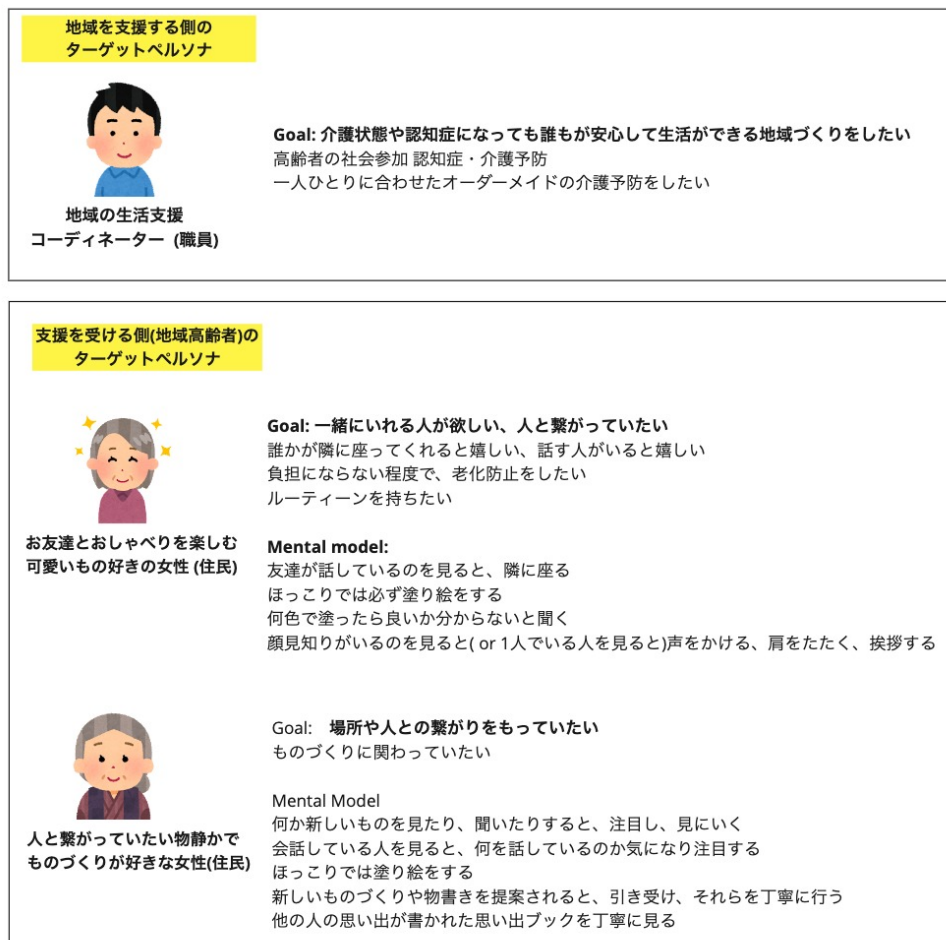 地域を支援する側の
ターゲットペルソナ
地域の生活支援
コーディネーター (職員)
Goal: 介護状態や認知症になっても誰もが安心して生活ができる地域づくりをしたい
高齢者の社会参加 認知症・介護予防
一人ひとりに合わせたオーダーメイドの介護予防をしたい
支援を受ける側(地域高齢者)の
ターゲットペルソナ
お友達とおしゃべりを楽しむ
可愛いもの好きの女性 (住民)
Goal: 一緒にいれる人が欲しい、人と繋がっていたい
誰かが隣に座ってくれると嬉しい、話す人がいると嬉しい
負担にならない程度で、老化防止をしたい
ルーティーンを持ちたい
Mental model:
友達が話しているのを見ると、隣に座る
ほっこりでは必ず塗り絵をする
何色で塗ったら良いか分からないと聞く
顔見知りがいるのを見ると( or 1人でいる人を見ると)声をかける、肩をたたく、挨拶する
人と繋がっていたい物静かで
ものづくりが好きな女性(住民)
Goal: 場所や人との繋がりをもっていたい
ものづくりに関わっていたい
Mental Model
何か新しいものを見たり、聞いたりすると、注目し、見にいく
会話している人を見ると、何を話しているのか気になり注目する
ほっこりでは塗り絵をする
新しいものづくりや物書きを提案されると、引き受け、それらを丁寧に行う
他の人の思い出が書かれた思い出ブックを丁寧に見る